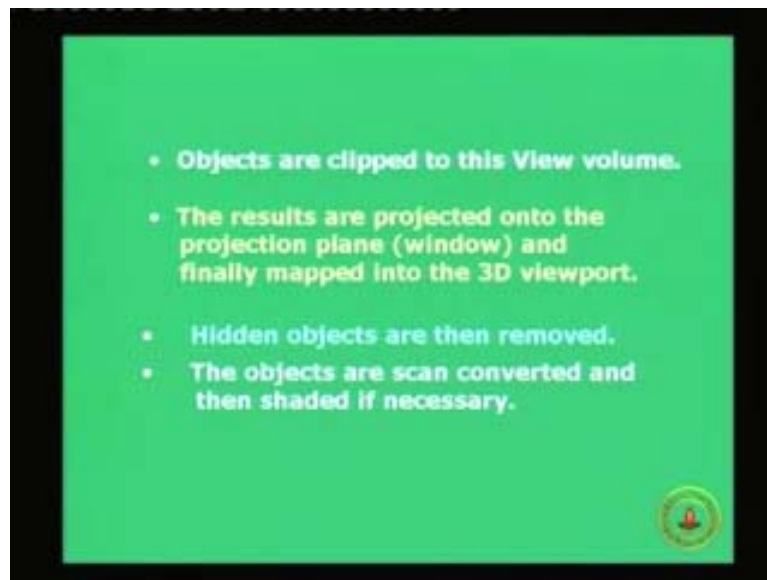 • Objects are clipped to this View volume.
• The results are projected onto the
projection plane (window) and
finally mapped into the 3D viewport.
• Hidden objects are then removed.
• The objects are scan converted and
then shaded if necessary.